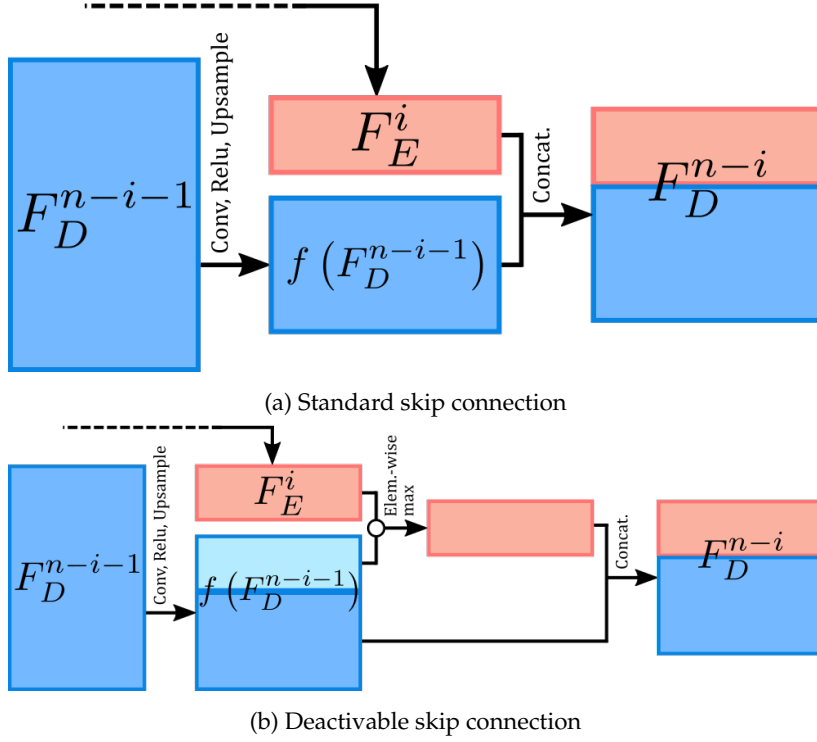 F_D^{n-i-1}
Conv, Relu, Upsample
F_E^i
f (F_D^{n-i-1})
Concat.
F_D^{n-i}
(a) Standard skip connection
F_D^{n-i-1}
Conv, Relu, Upsample
F_E^i
f (F_D^{n-i-1})
Elem.-wise
max
Concat.
F_D^{n-i}
(b) Deactivable skip connection